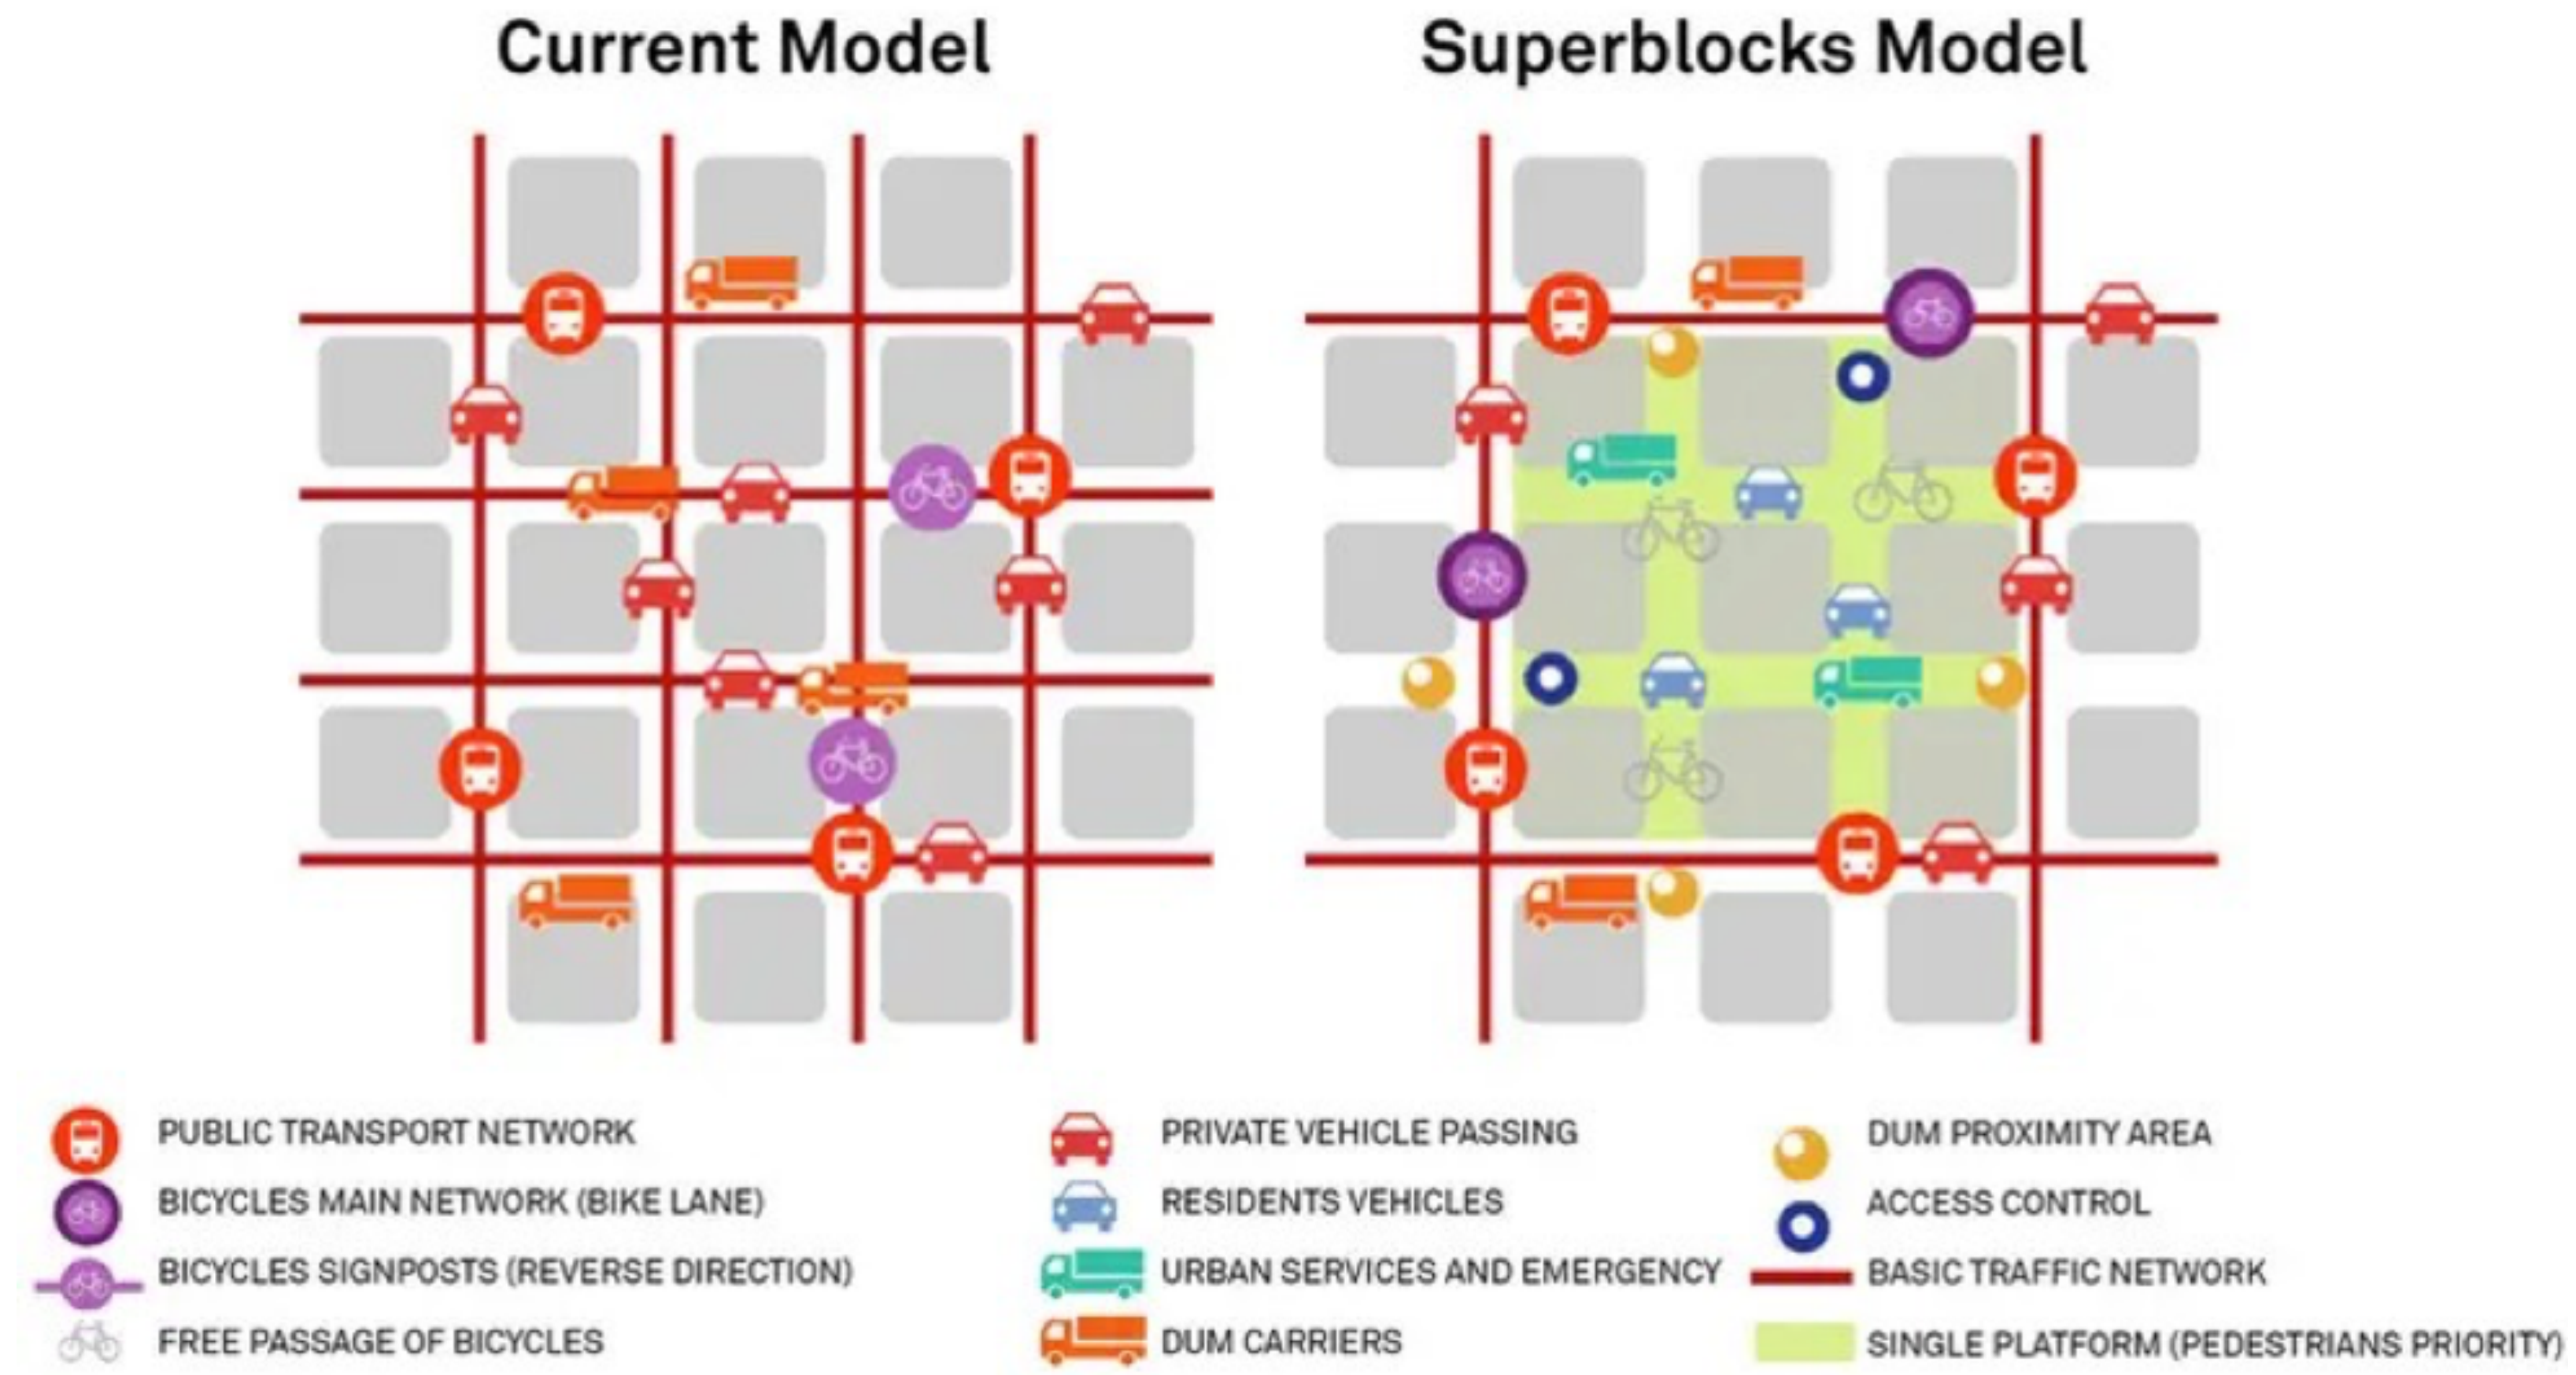 Current Model
Superblocks Model
PUBLIC TRANSPORT NETWORK
BICYCLES MAIN NETWORK (BIKE LANE)
BICYCLES SIGNPOSTS (REVERSE DIRECTION)
FREE PASSAGE OF BICYCLES
PRIVATE VEHICLE PASSING
RESIDENTS VEHICLES
URBAN SERVICES AND EMERGENCY
DUM CARRIERS
DUM PROXIMITY AREA
ACCESS CONTROL
BASIC TRAFFIC NETWORK
SINGLE PLATFORM (PEDESTRIANS PRIORITY)